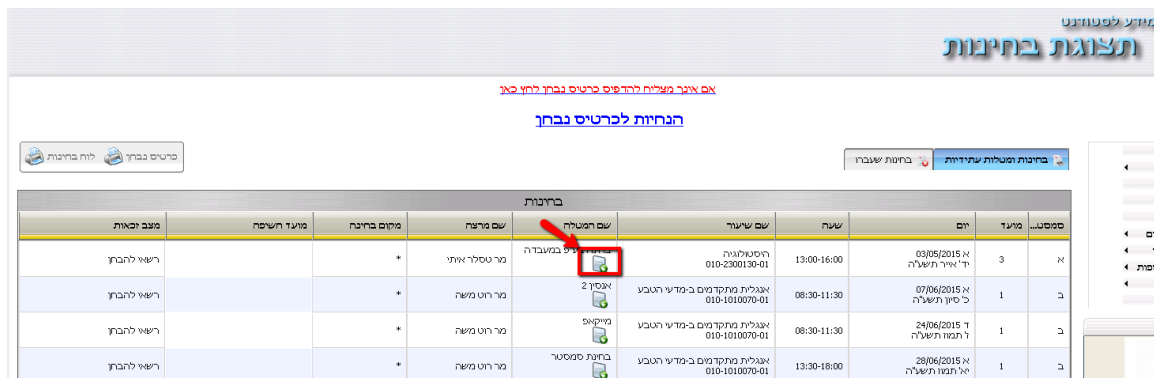 מידע לסטודנט
תצוגת בחינות
אם אינך מצליח להדפיס כרטיס נבחן לחץ כאן
הנחיות לכרטיס נבחן
בחינות ומטלות עתידיות בחינות שעברו כרטיס נבחן לוח בחינות
בחינות
סמסט... מועד יום שעה שם שיעור שם המטלה שם מרצה מקום בחינה מועד חשיפה מצב זכאות
א 3 א 03/05/2015 13:00-16:00 היסטולוגיה במעבדה מר טסלר איתי * רשאי להבחן
יד' אייר תשע"ה 010-2300130-01
ב 1 א 07/06/2015 08:30-11:30 אנגלית מתקדמים ב-מדעי הטבע אנסין 2 מר רוט משה * רשאי להבחן
כ' סיון תשע"ה 010-1010070-01
ב 1 ד 24/06/2015 08:30-11:30 אנגלית מתקדמים ב-מדעי הטבע מייקאפ מר רוט משה * רשאי להבחן
ז' תמוז תשע"ה 010-1010070-01
ב 1 א 28/06/2015 13:30-18:00 אנגלית מתקדמים ב-מדעי הטבע בחינת סמסטר מר רוט משה * רשאי להבחן
יא' תמוז תשע"ה 010-1010070-01